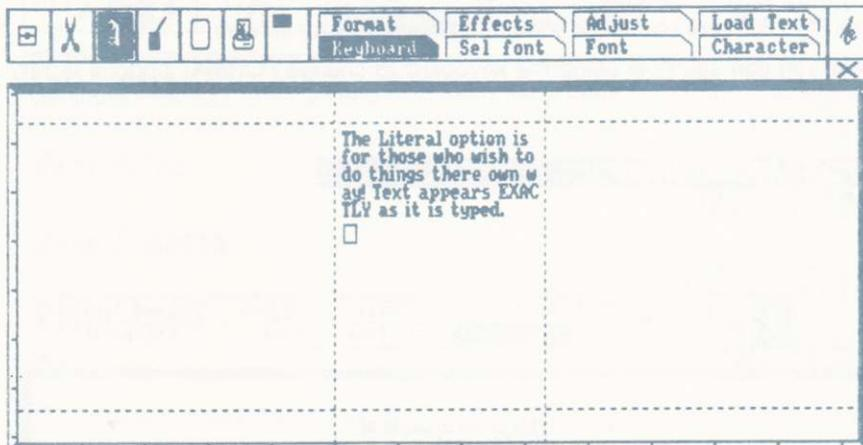 Format Effects Adjust Load Text
Keyboard Sel font Font Character
The Literal option is
for those who wish to
do things there own w
ay! Text appears EXAC
TLY as it is typed.